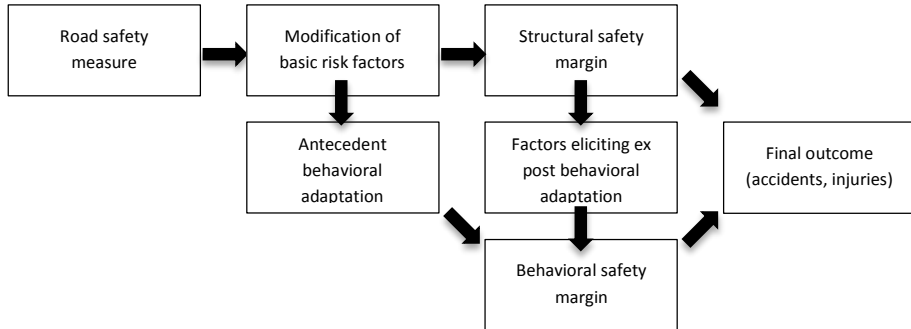 Road safety
measure
Modification of
basic risk factors
Structural safety
margin
Antecedent
behavioral
adaptation
Factors eliciting ex
post behavioral
adaptation
Final outcome
(accidents, injuries)
Behavioral safety
margin